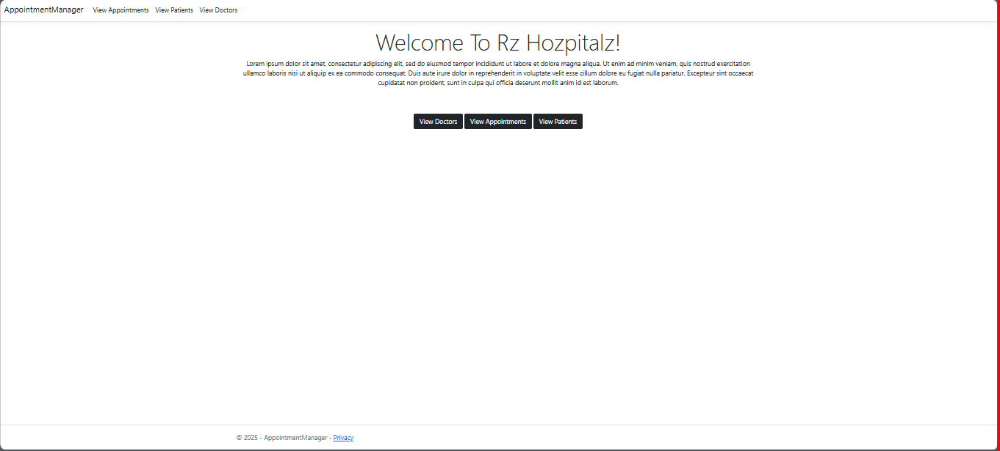 AppointmentManager View Appointments View Patients View Doctors
Welcome To Rz Hozpitalz!
Lorem ipsum dolor sit amet, consectetur adipiscing elit, sed do eiusmod tempor incididunt ut labore et dolore magna aliqua. Ut enim ad minim veniam, quis nostrud exercitation
ullamco laboris nisi ut aliquip ex ea commodo consequat. Duis aute irure dolor in reprehenderit in voluptate velit esse cillum dolore eu fugiat nulla pariatur. Excepteur sint occaecat
cupidatat non proident, sunt in culpa qui officia deserunt mollit anim id est laborum.
View Doctors View Appointments View Patients
© 2025 - AppointmentManager - Privacy